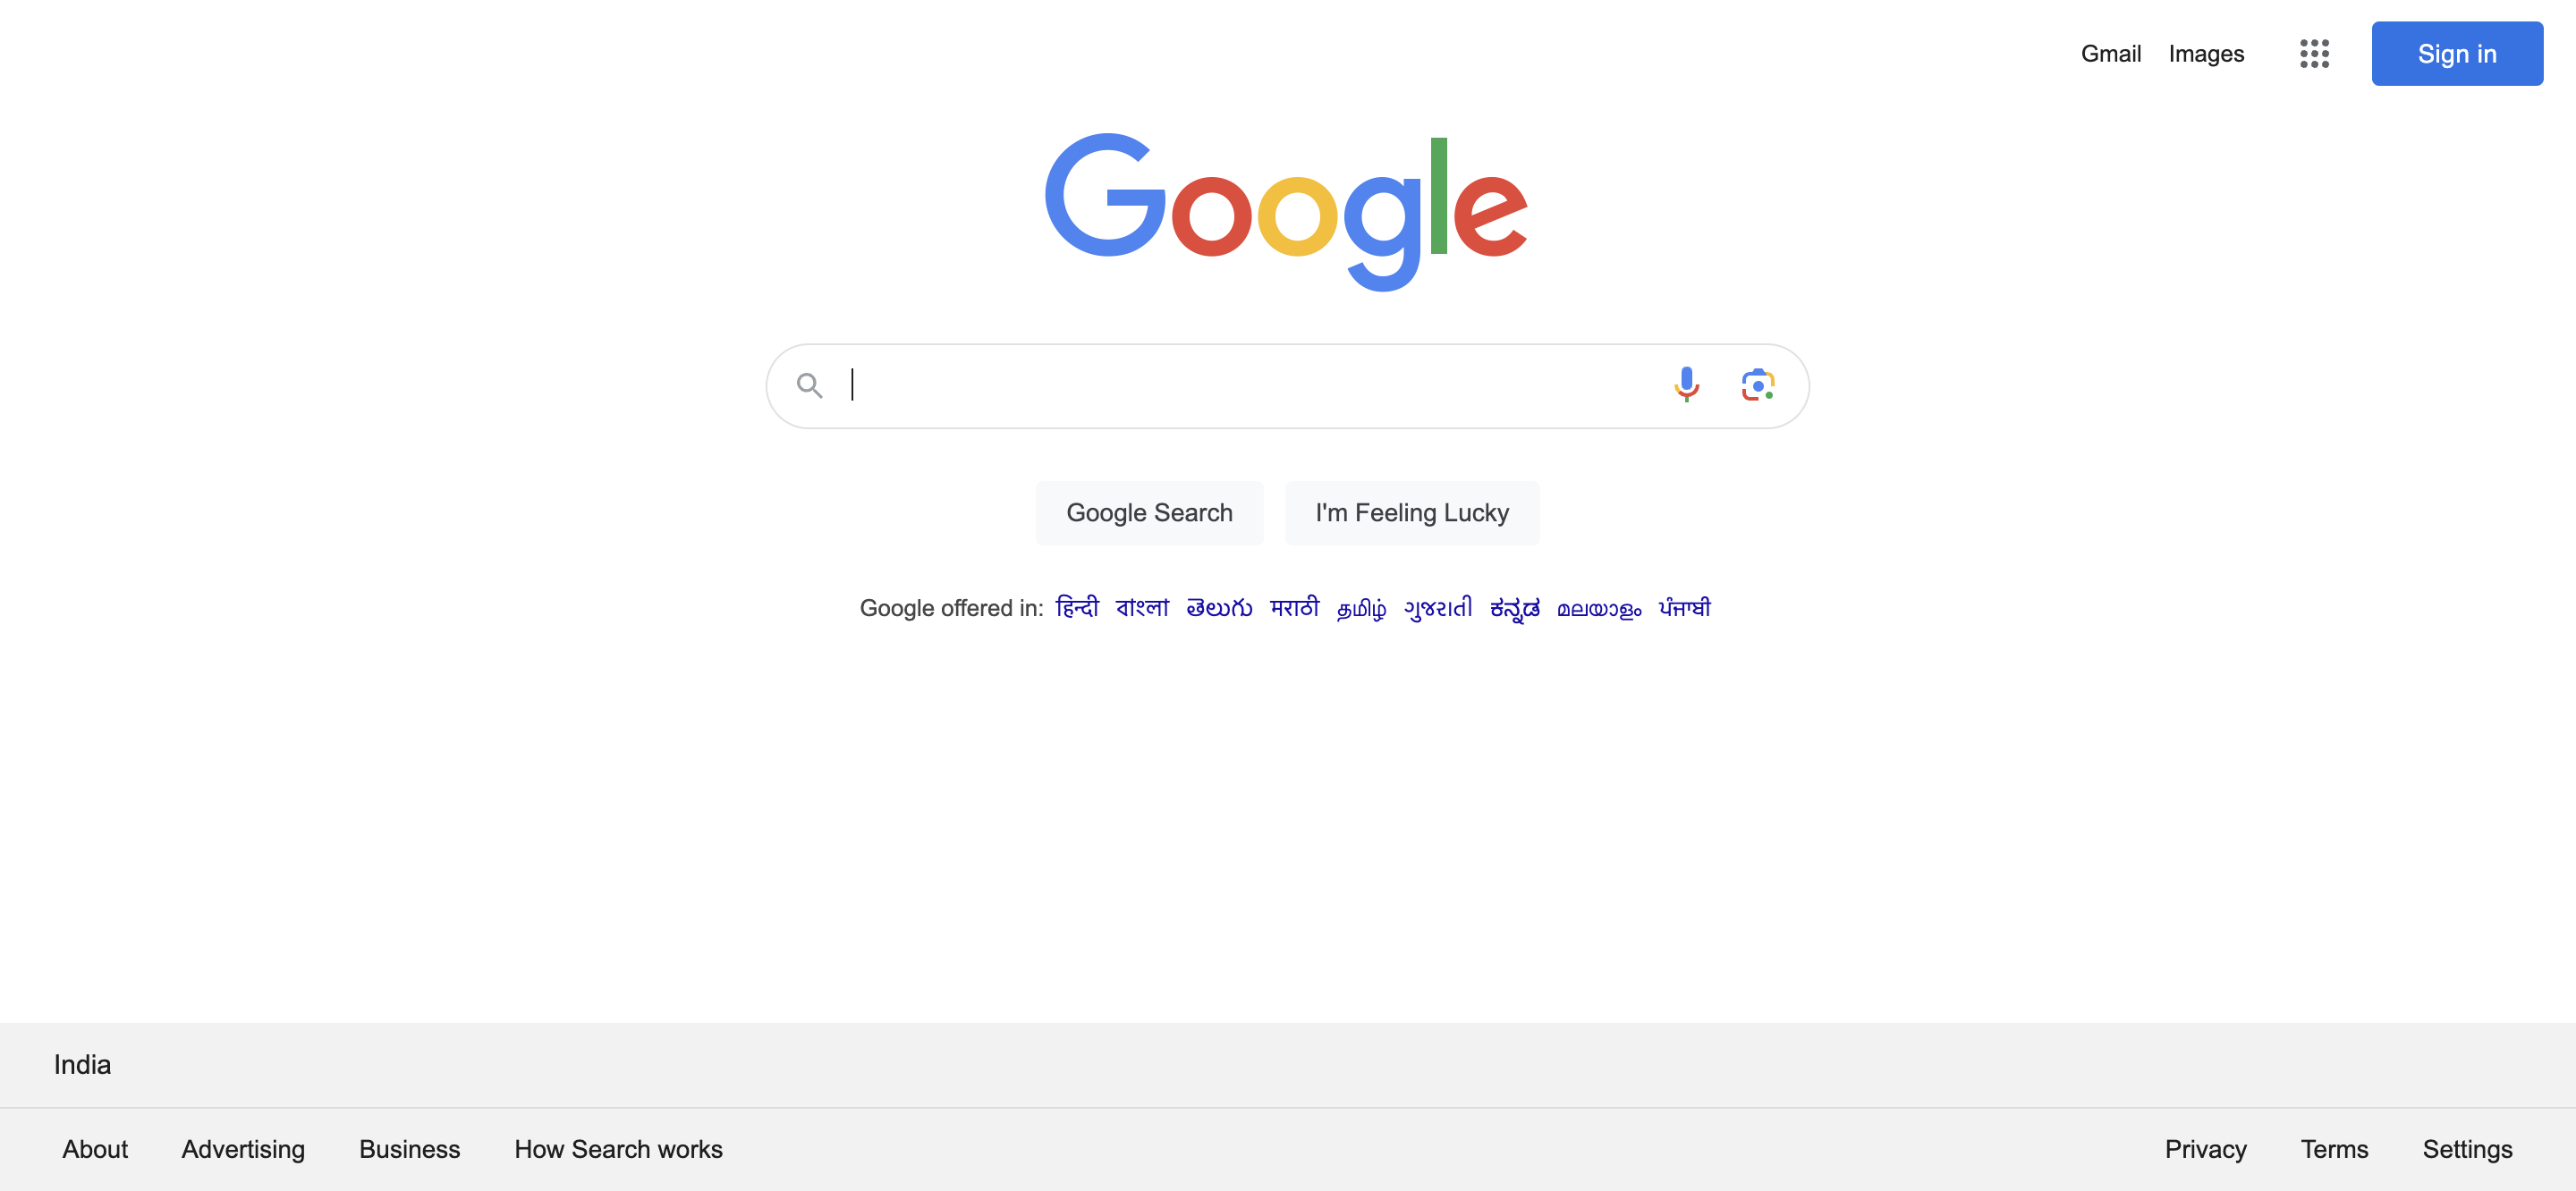 Gmail Images Sign in
Google
Google Search I'm Feeling Lucky
Google offered in: हिन्दी বাংলা తెలుగు मराठी தமிழ் ગુજરાતી ಕನ್ನಡ മലയാളം ਪੰਜਾਬੀ
India
About Advertising Business How Search works Privacy Terms Settings